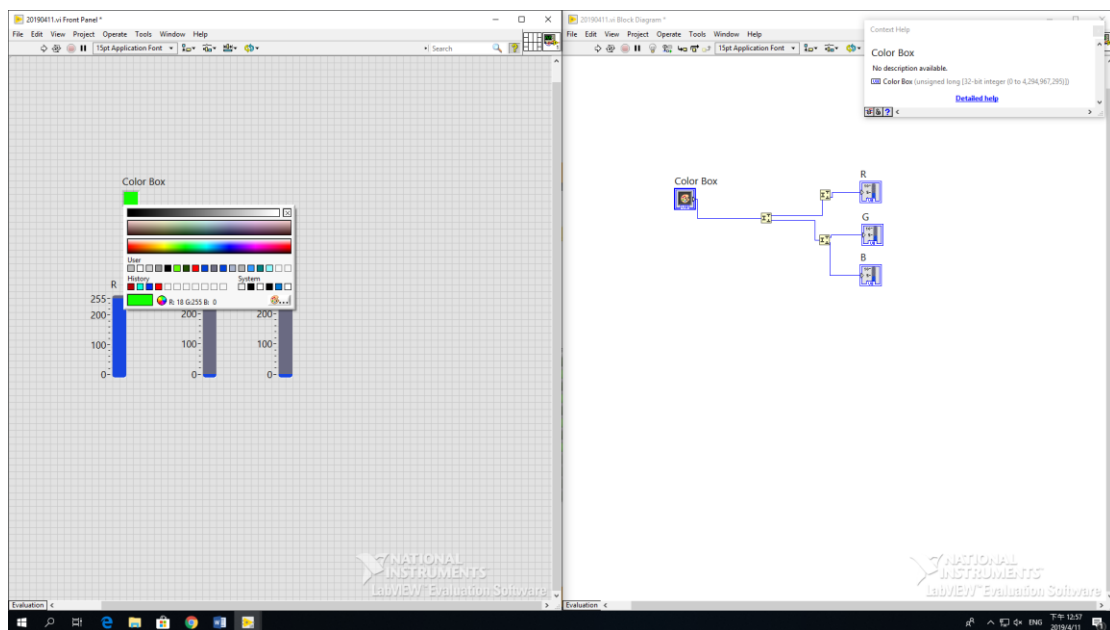 20190411.vi Front Panel *
File Edit View Project Operate Tools Window Help
15pt Application Font
Search
Color Box
User
History
System
R: 18 G:255 B: 0
R
255
200
100
0
200
100
0
200
100
0
NATIONAL
INSTRUMENTS
LabVIEW™ Evaluation Software
Evaluation
20190411.vi Block Diagram *
File Edit View Project Operate Tools Window Help
15pt Application Font
Context Help
Color Box
No description available.
Color Box (unsigned long [32-bit integer (0 to 4,294,967,295)])
Detailed help
Color Box
R
G
B
NATIONAL
INSTRUMENTS
LabVIEW™ Evaluation Software
Evaluation
ENG
下午 12:57
2019/4/11